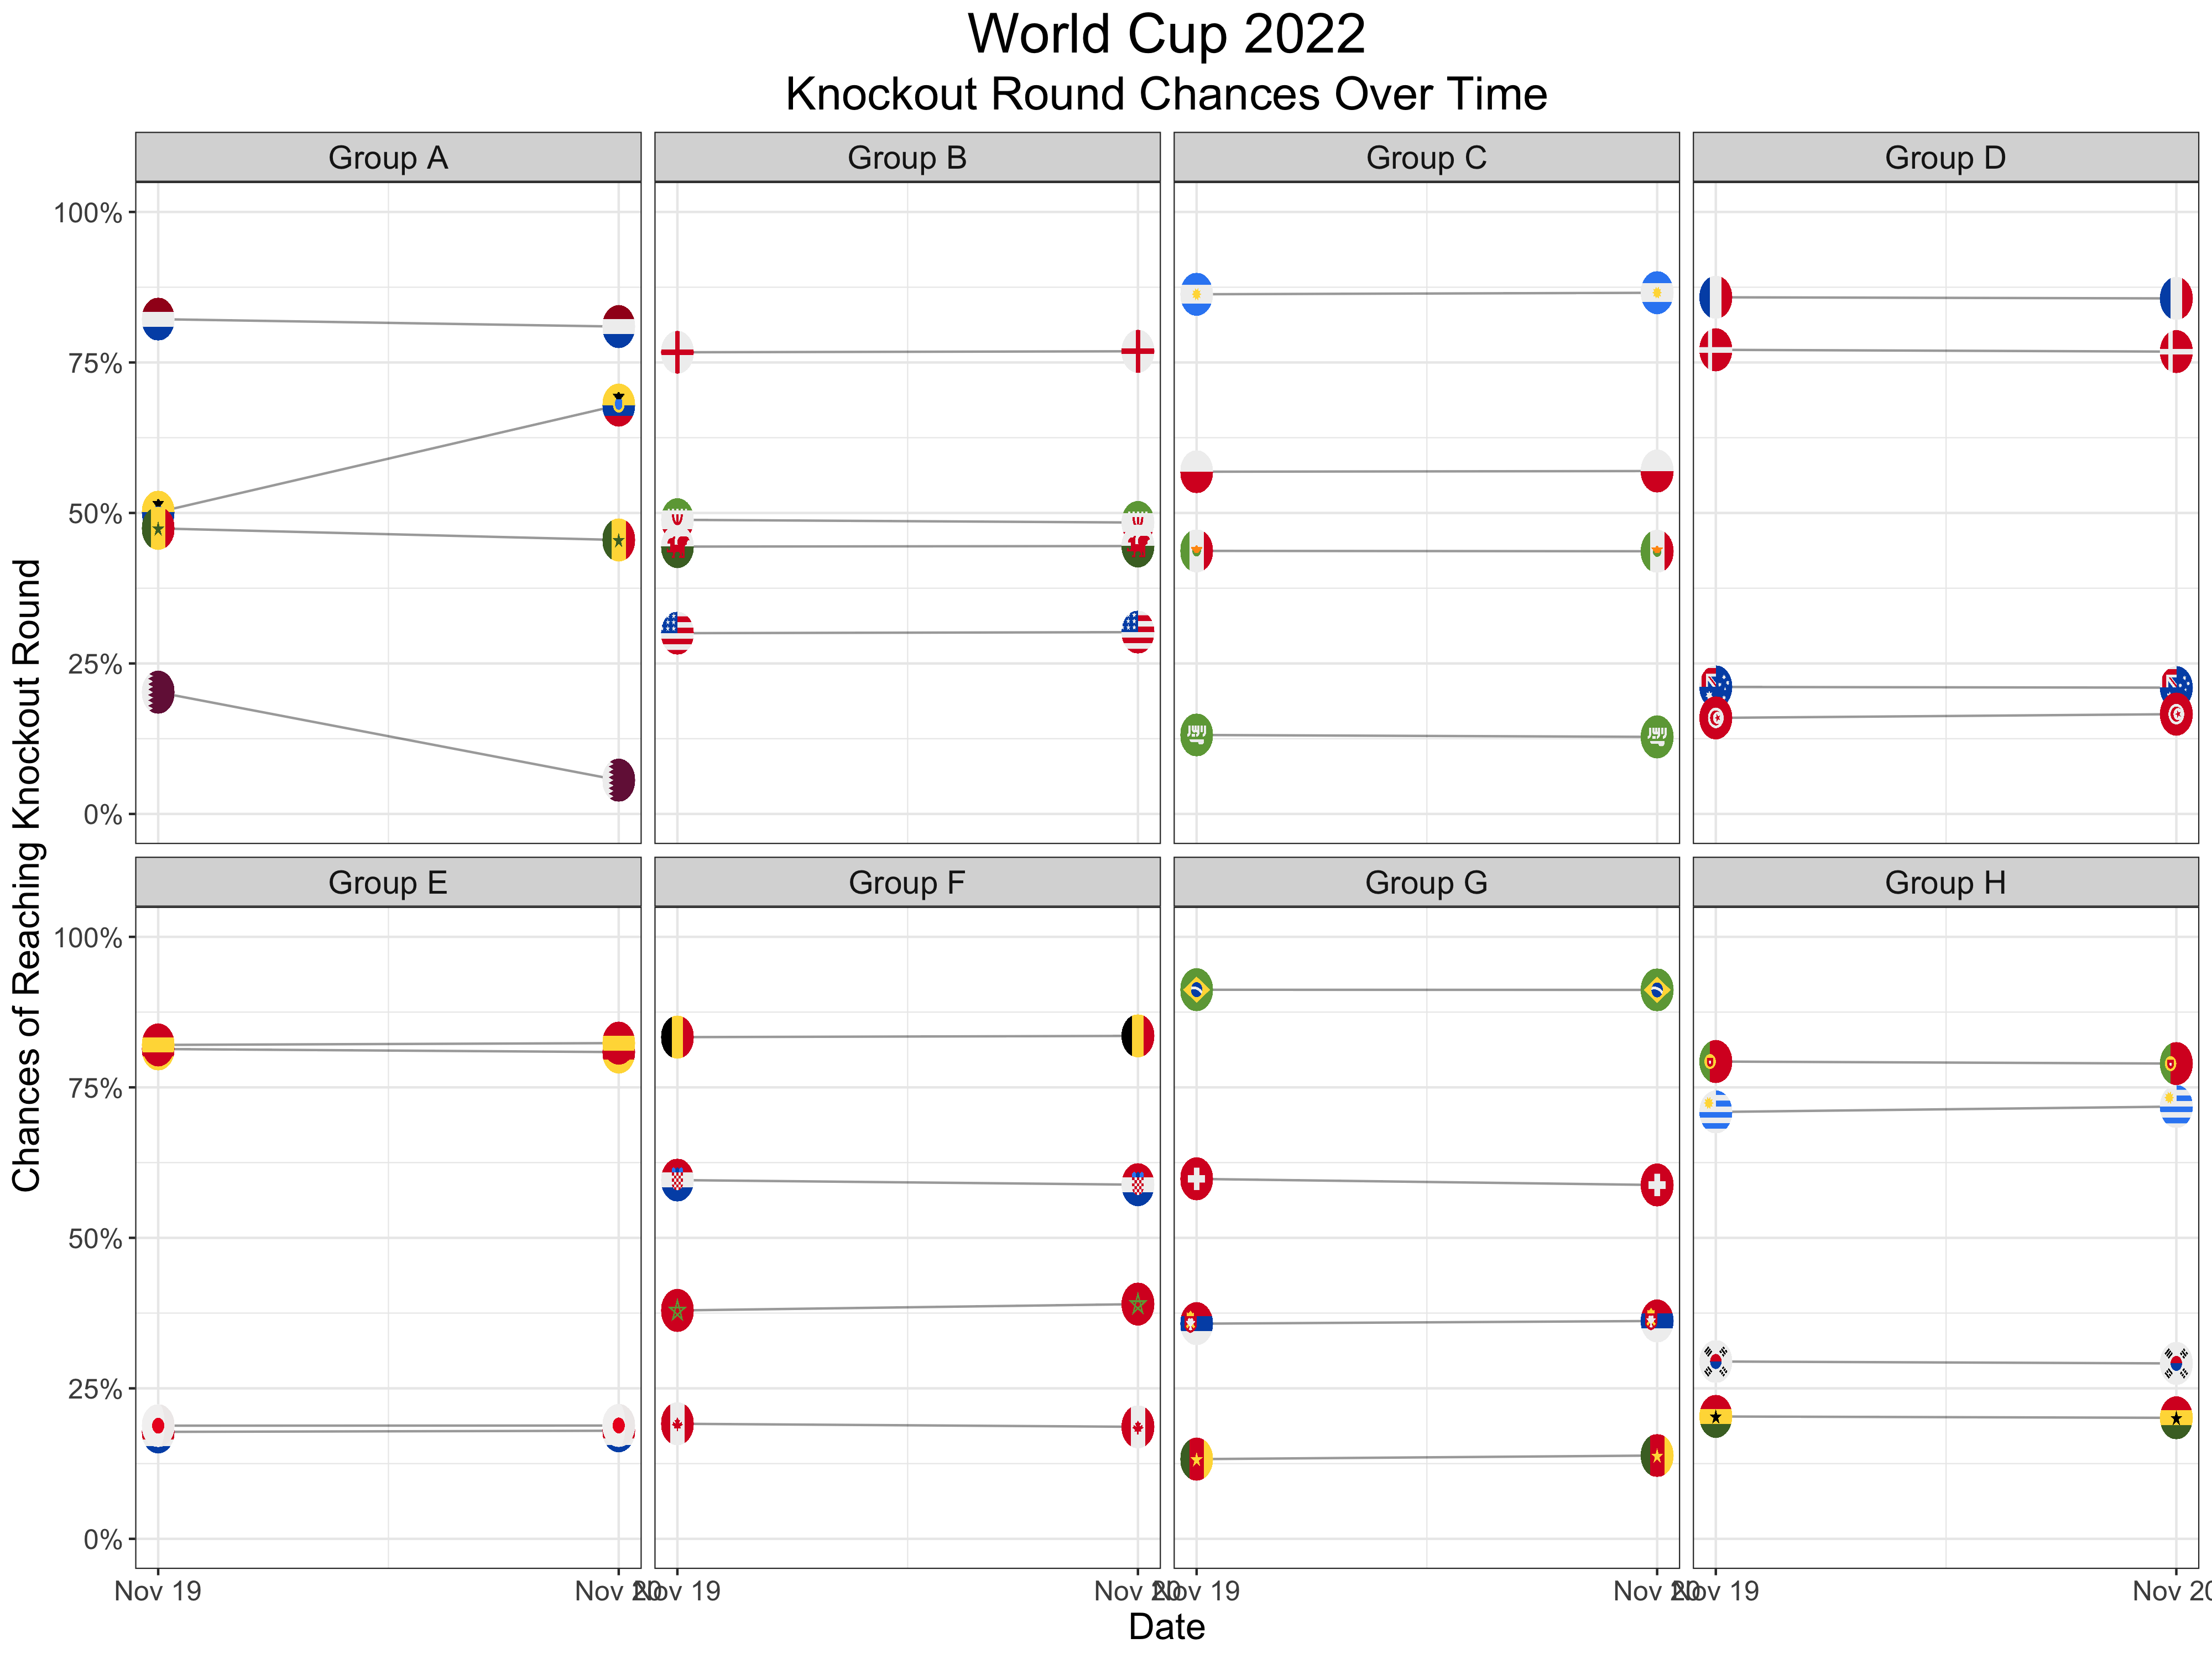 World Cup 2022
Knockout Round Chances Over Time
Group A
Group B
Group C
Group D
100%
75%
50%
25%
0%
Chances of Reaching Knockout Round
Group E
Group F
Group G
Group H
100%
75%
50%
25%
0%
Nov 19
Nov 20
Nov 19
Nov 20
Nov 19
Nov 20
Nov 19
Nov 20
Date